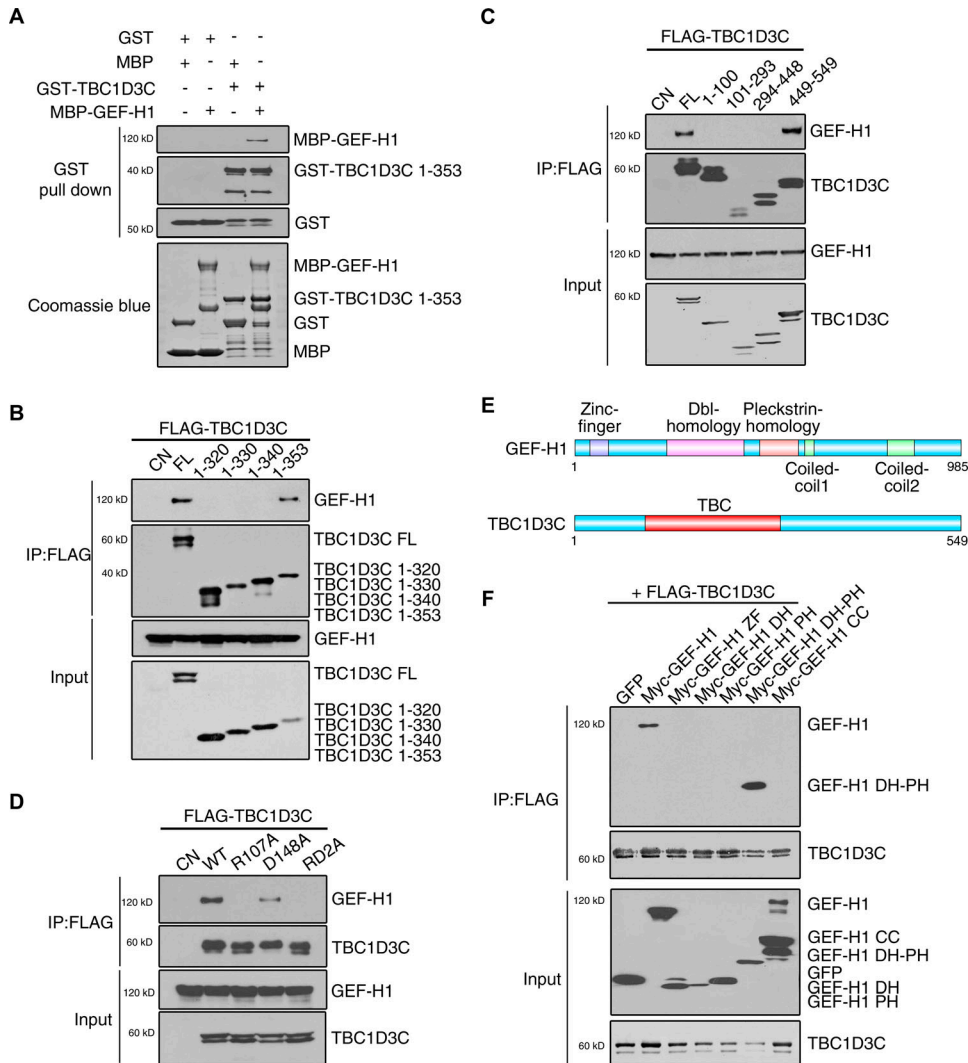 A
GST + + - -
MBP + - + -
GST-TBC1D3C - - + +
MBP-GEF-H1 - + - +
GST pull down
120 kD
MBP-GEF-H1
40 kD
GST-TBC1D3C 1-353
50 kD
GST
Coomassie blue
MBP-GEF-H1
GST-TBC1D3C 1-353
GST
MBP
B
FLAG-TBC1D3C
CN FL 1-320 1-330 1-340 1-353
IP:FLAG
120 kD
GEF-H1
60 kD
TBC1D3C FL
40 kD
TBC1D3C 1-320
TBC1D3C 1-330
TBC1D3C 1-340
TBC1D3C 1-353
Input
GEF-H1
TBC1D3C FL
TBC1D3C 1-320
TBC1D3C 1-330
TBC1D3C 1-340
TBC1D3C 1-353
D
FLAG-TBC1D3C
CN WT R107A D148A RD2A
IP:FLAG
120 kD
GEF-H1
60 kD
TBC1D3C
Input
120 kD
GEF-H1
60 kD
TBC1D3C
C
FLAG-TBC1D3C
CN FL 1-100 101-293 294-448 449-549
IP:FLAG
120 kD
GEF-H1
60 kD
TBC1D3C
Input
120 kD
GEF-H1
60 kD
TBC1D3C
E
Zinc-finger
Dbl-homology
Pleckstrin-homology
GEF-H1
1
Coiled-coil1
Coiled-coil2
985
TBC
TBC1D3C
1
549
F
+ FLAG-TBC1D3C
GFP Myc-GEF-H1 Myc-GEF-H1 ZF Myc-GEF-H1 DH Myc-GEF-H1 PH Myc-GEF-H1 DH-PH Myc-GEF-H1 CC
IP:FLAG
120 kD
GEF-H1
GEF-H1 DH-PH
60 kD
TBC1D3C
Input
120 kD
GEF-H1
GEF-H1 CC
GEF-H1 DH-PH
GFP
GEF-H1 DH
GEF-H1 PH
60 kD
TBC1D3C